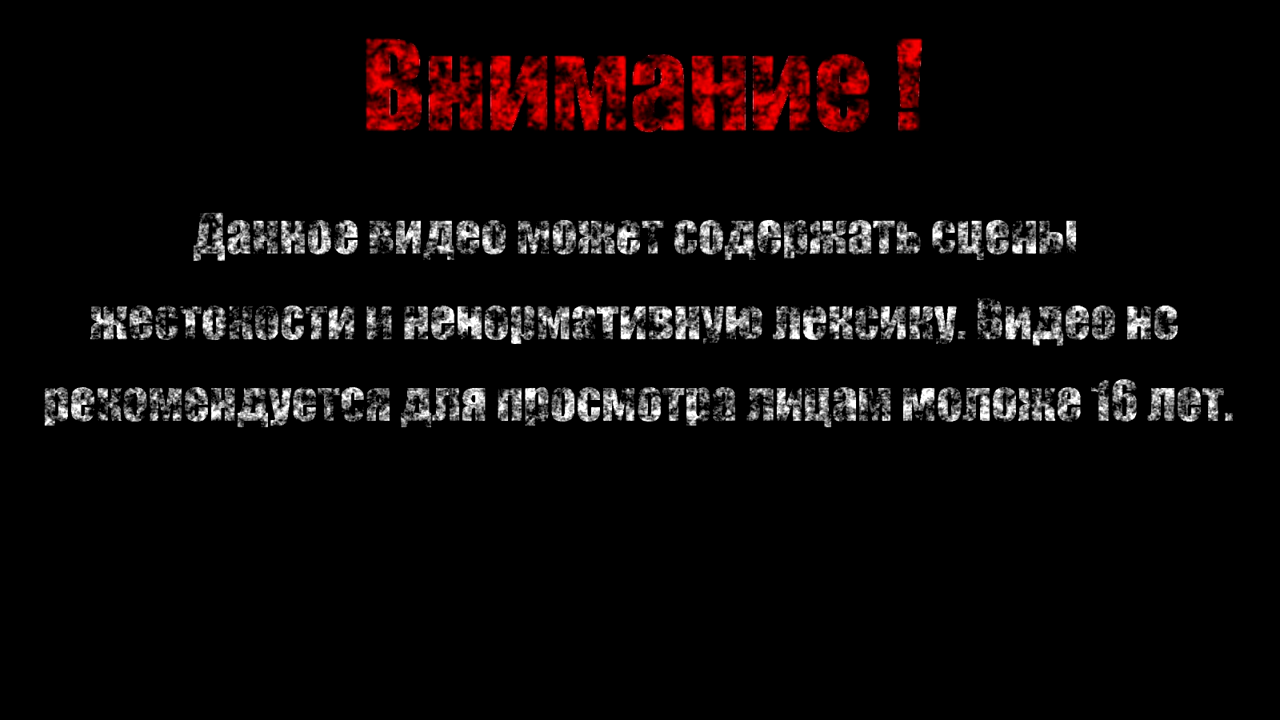 Внимание !
Данное видео может содержать сцены
жестокости и ненормативную лексику. Видео не
рекомендуется для просмотра лицам моложе 16 лет.